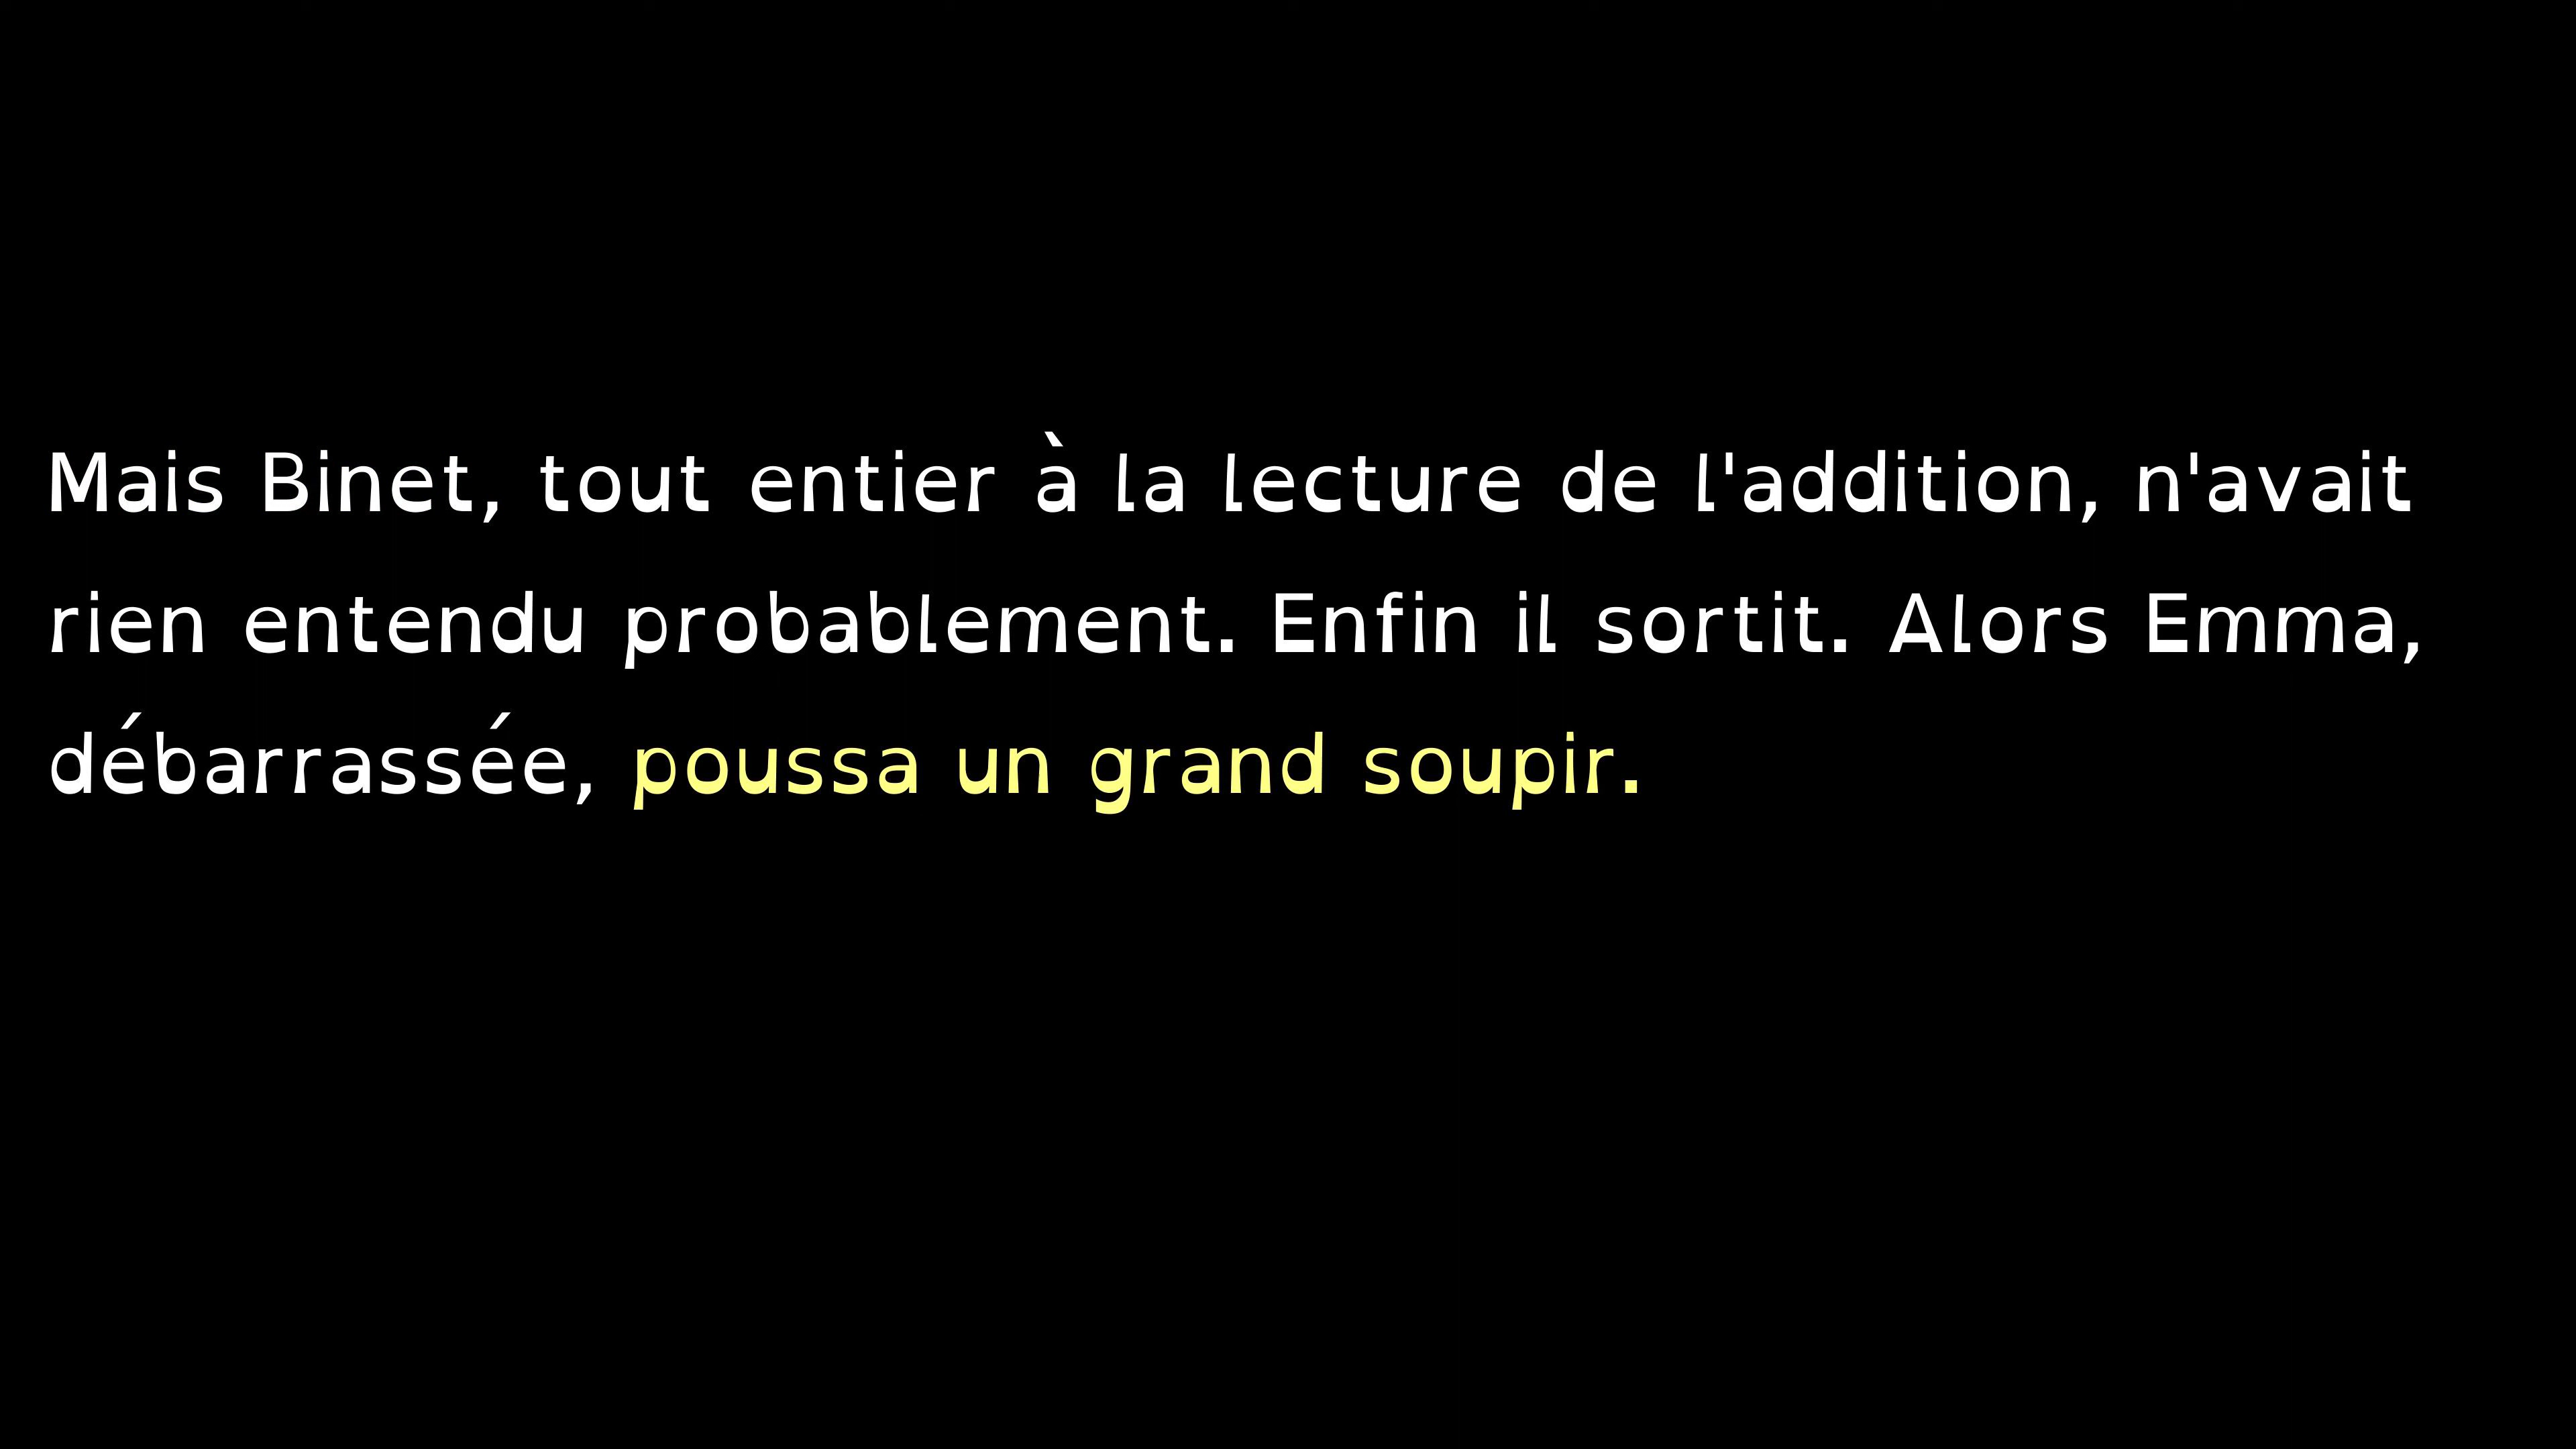 Mais Binet, tout entier à la lecture de l'addition, n'avait
rien entendu probablement. Enfin il sortit. Alors Emma,
débarrassée, poussa un grand soupir.